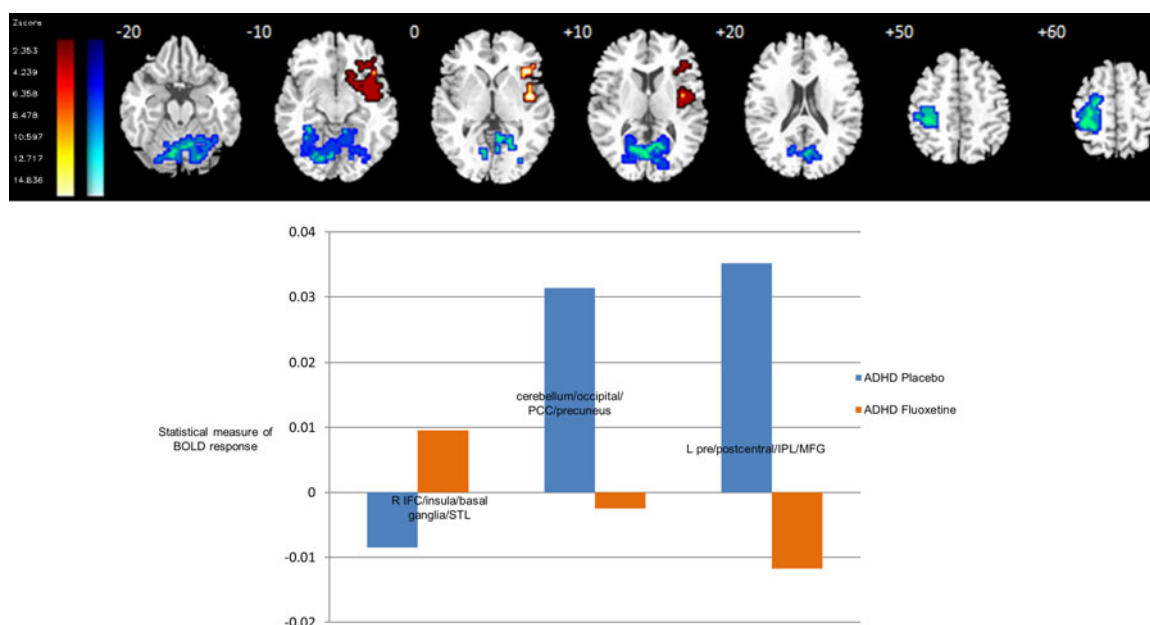 Zscore
-20
-10
0
+10
+20
+50
+60
2.353
4.239
6.358
8.478
10.597
12.717
14.836
0.04
0.03
0.02
0.01
0
-0.01
-0.02
Statistical measure of
BOLD response
R IFC/insula/basal
ganglia/STL
cerebellum/occipital/
PCC/precuneus
L pre/postcentral/IPL/MFG
ADHD Placebo
ADHD Fluoxetine